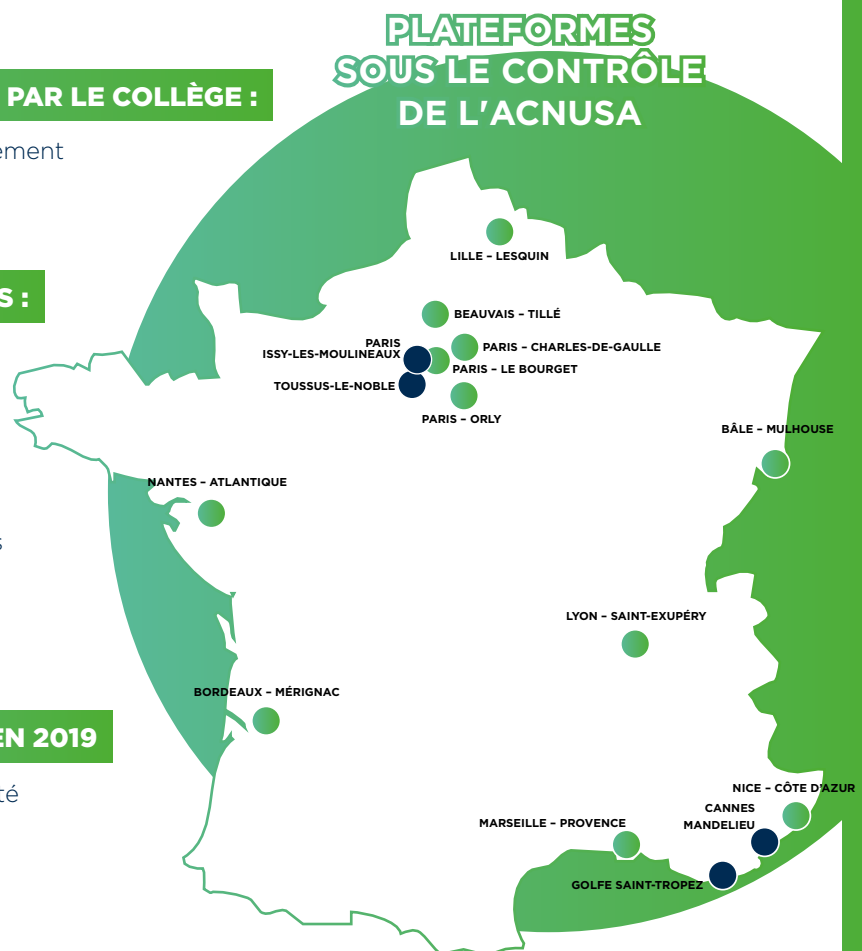 PLATEFORMES
SOUS LE CONTRÔLE
DE L'ACNUSA
PAR LE COLLÈGE :
ement
S :
s
EN 2019
té
LILLE – LESQUIN
BEAUVAIS – TILLÉ
PARIS
ISSY-LES-MOULINEAUX
PARIS – CHARLES-DE-GAULLE
PARIS – LE BOURGET
TOUSSUS-LE-NOBLE
PARIS – ORLY
BÂLE – MULHOUSE
NANTES – ATLANTIQUE
LYON – SAINT-EXUPÉRY
BORDEAUX – MÉRIGNAC
NICE – CÔTE D'AZUR
CANNES
MANDELIEU
MARSEILLE – PROVENCE
GOLFE SAINT-TROPEZ